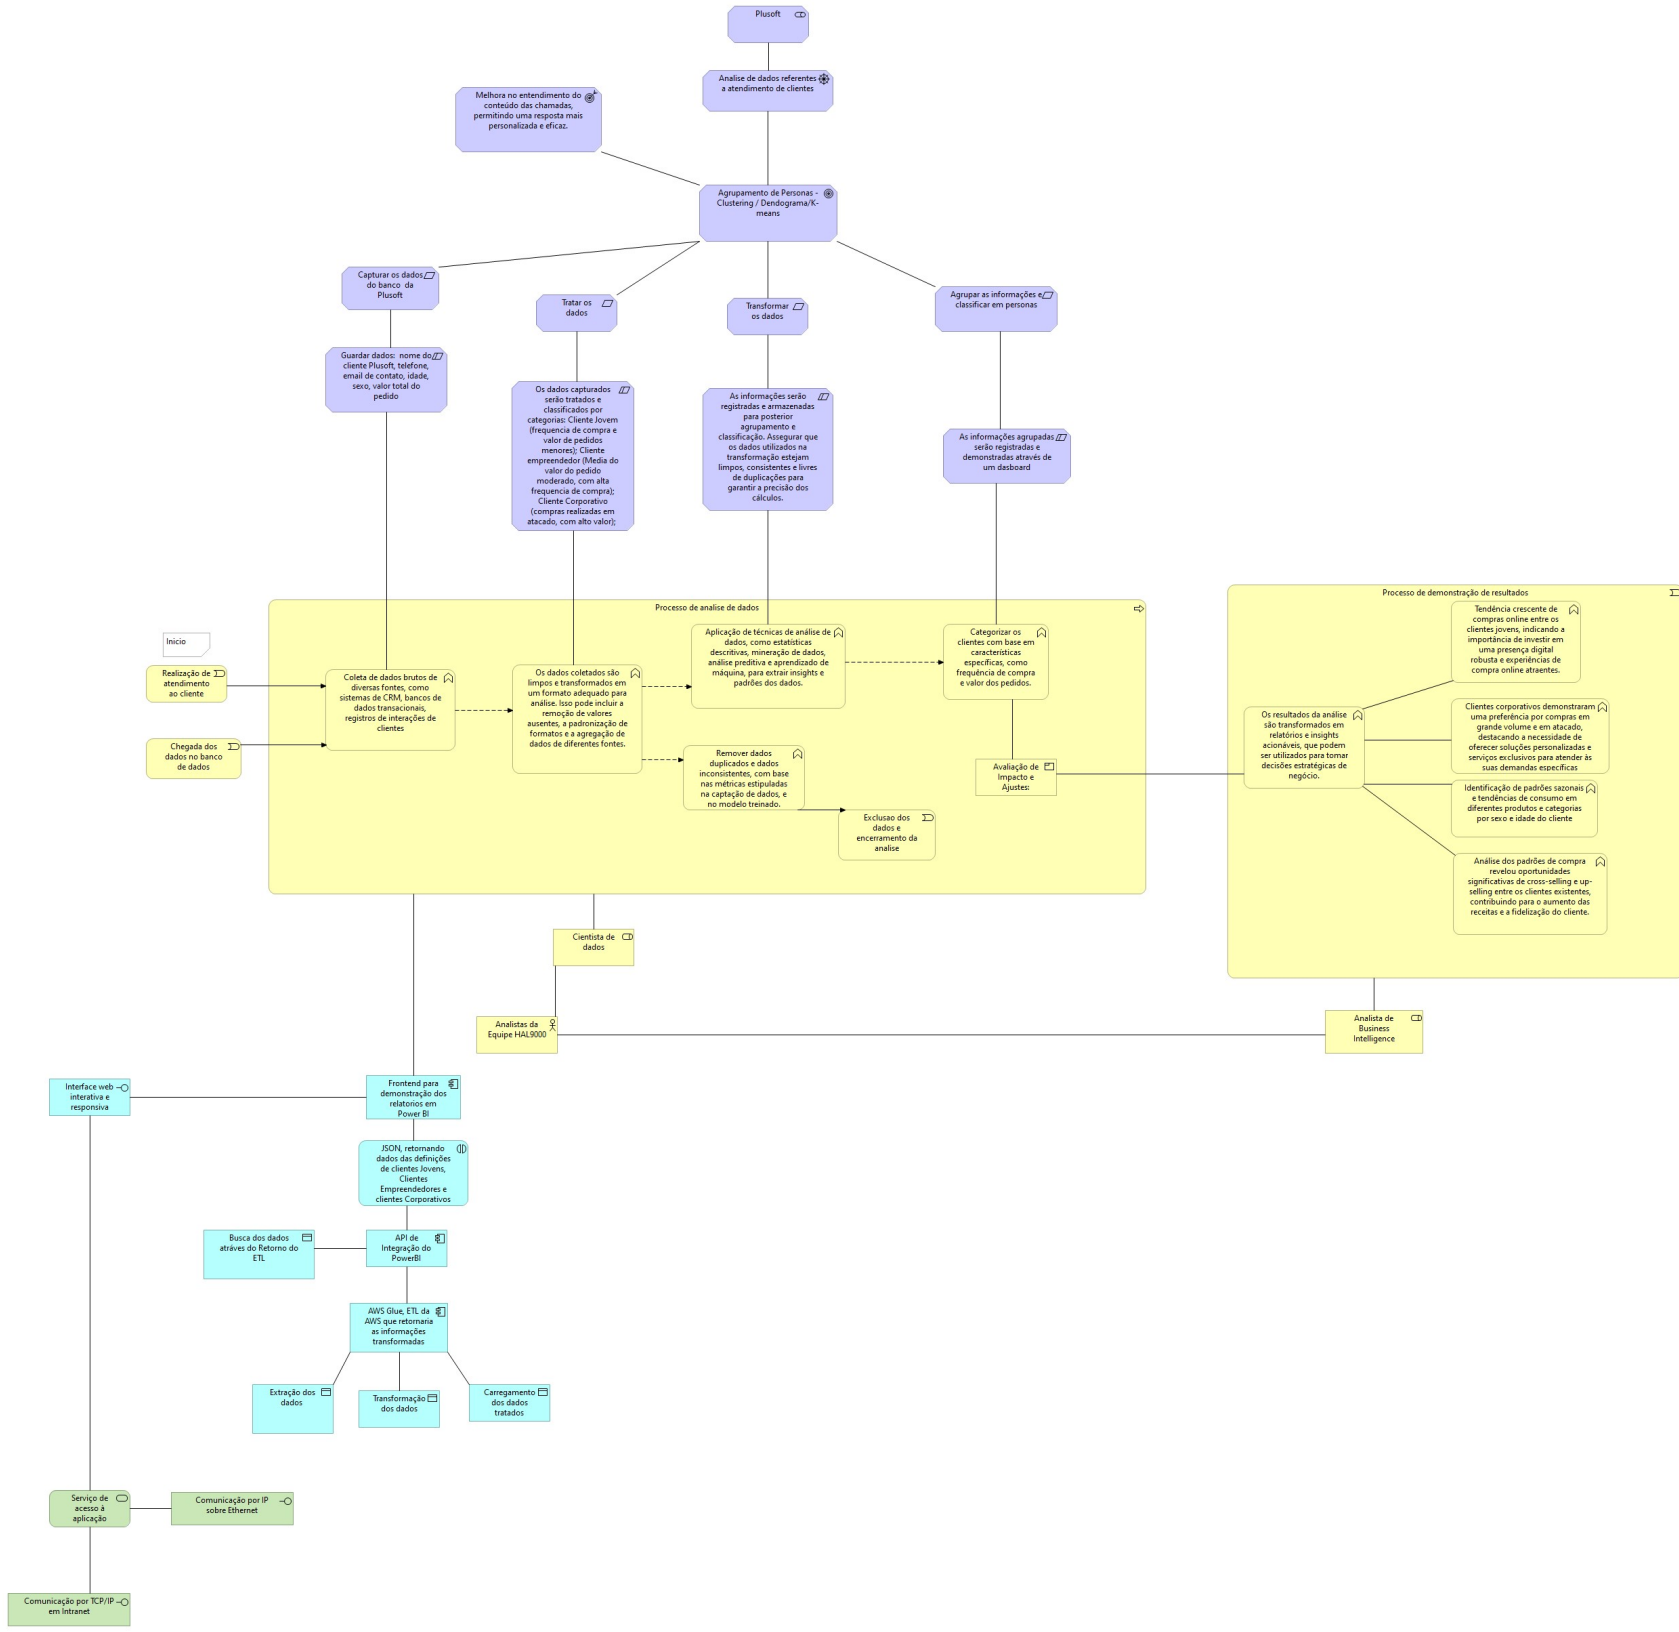 Plusoft
Analise de dados referentes
a atendimento de clientes
Melhora no entendimento do
conteúdo das chamadas,
permitindo uma resposta mais
personalizada e eficaz.
Agrupamento de Personas -
Clustering / Dendograma/K-
means
Capturar os dados
do banco  da
Plusoft
Tratar os
dados
Transformar
os dados
Agrupar as informações e
classificar em personas
Guardar dados:  nome do
cliente Plusoft, telefone,
email de contato, idade,
sexo, valor total do
pedido
Os dados capturados
serão tratados e
classificados por
categorias: Cliente Jovem
(frequencia de compra e
valor de pedidos
menores); Cliente
empreendedor (Media do
valor do pedido
moderado, com alta
frequencia de compra);
Cliente Corporativo
(compras realizadas em
atacado, com alto valor);
As informações serão
registradas e armazenadas
para posterior
agrupamento e
classificação. Assegurar que
os dados utilizados na
transformação estejam
limpos, consistentes e livres
de duplicações para
garantir a precisão dos
cálculos.
As informações agrupadas
serão registradas e
demonstradas através de
um dasboard
Processo de analise de dados
Inicio
Realização de
atendimento
ao cliente
Chegada dos
dados no banco
de dados
Coleta de dados brutos de
diversas fontes, como
sistemas de CRM, bancos de
dados transacionais,
registros de interações de
clientes
Os dados coletados são
limpos e transformados em
um formato adequado para
análise. Isso pode incluir a
remoção de valores
ausentes, a padronização de
formatos e a agregação de
dados de diferentes fontes.
Aplicação de técnicas de análise de
dados, como estatísticas
descritivas, mineração de dados,
análise preditiva e aprendizado de
máquina, para extrair insights e
padrões dos dados.
Remover dados
duplicados e dados
inconsistentes, com base
nas métricas estipuladas
na captação de dados, e
no modelo treinado.
Exclusao dos
dados e
encerramento da
analise
Categorizar os
clientes com base em
características
específicas, como
frequência de compra
e valor dos pedidos.
Avaliação de
Impacto e
Ajustes:
Processo de demonstração de resultados
Os resultados da análise
são transformados em
relatórios e insights
acionáveis, que podem
ser utilizados para tomar
decisões estratégicas de
negócio.
Tendência crescente de
compras online entre os
clientes jovens, indicando a
importância de investir em
uma presença digital
robusta e experiências de
compra online atraentes.
Clientes corporativos demonstraram
uma preferência por compras em
grande volume e em atacado,
destacando a necessidade de
oferecer soluções personalizadas e
serviços exclusivos para atender às
suas demandas específicas
Identificação de padrões sazonais
e tendências de consumo em
diferentes produtos e categorias
por sexo e idade do cliente
Análise dos padrões de compra
revelou oportunidades
significativas de cross-selling e up-
selling entre os clientes existentes,
contribuindo para o aumento das
receitas e a fidelização do cliente.
Cientista de
dados
Analistas da
Equipe HAL9000
Analista de
Business
Intelligence
Interface web
interativa e
responsiva
Frontend para
demonstração dos
relatorios em
Power BI
JSON, retornando
dados das definições
de clientes Jovens,
Clientes
Empreendedores e
clientes Corporativos
Busca dos dados
atráves do Retorno do
ETL
API de
Integração do
PowerBI
AWS Glue, ETL da
AWS que retornaria
as informações
transformadas
Extração dos
dados
Transformação
dos dados
Carregamento
dos dados
tratados
Serviço de
acesso à
aplicação
Comunicação por IP
sobre Ethernet
Comunicação por TCP/IP
em Intranet